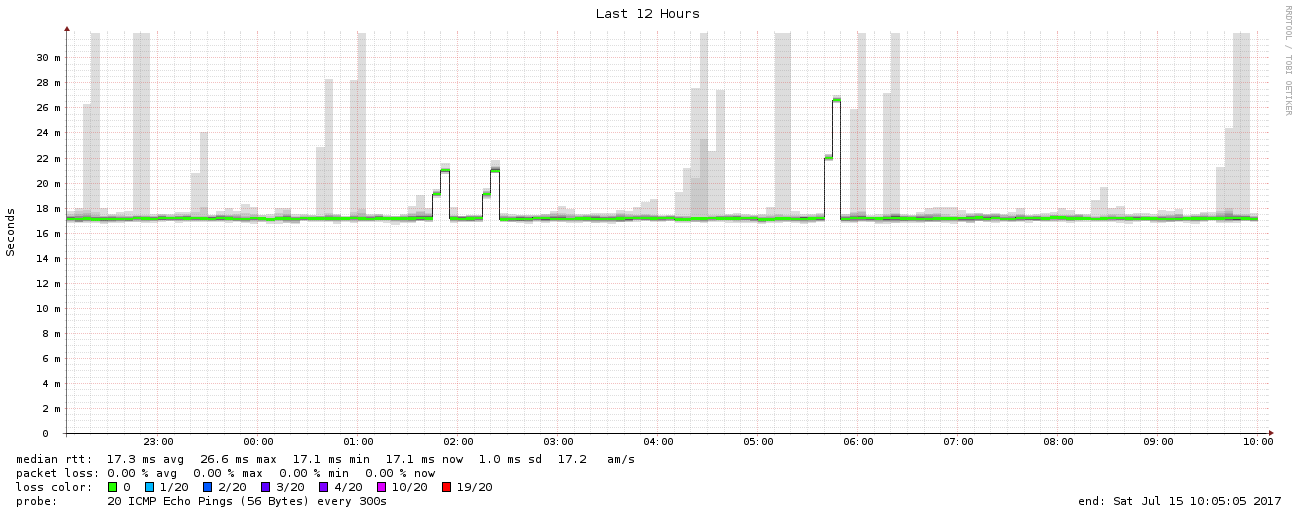 Last 12 Hours
RRDTOOL / TOBI OETIKER
Seconds
30 m
28 m
26 m
24 m
22 m
20 m
18 m
16 m
14 m
12 m
10 m
8 m
6 m
4 m
2 m
0
23:00 00:00 01:00 02:00 03:00 04:00 05:00 06:00 07:00 08:00 09:00 10:00
median rtt: 17.3 ms avg 26.6 ms max 17.1 ms min 17.1 ms now 1.0 ms sd 17.2 am/s
packet loss: 0.00 % avg 0.00 % max 0.00 % min 0.00 % now
loss color: 0 1/20 2/20 3/20 4/20 10/20 19/20
probe: 20 ICMP Echo Pings (56 Bytes) every 300s
end: Sat Jul 15 10:05:05 2017